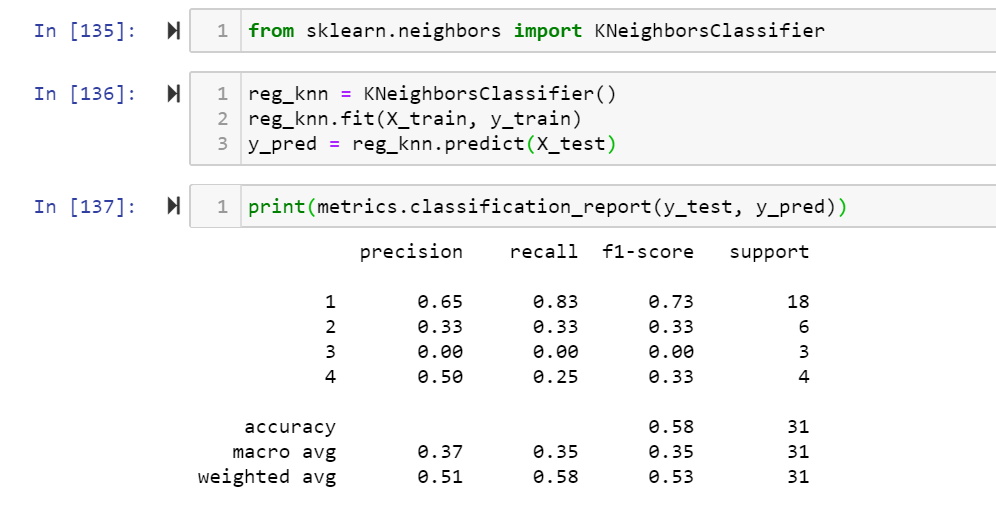 In [135]: 1 from sklearn.neighbors import KNeighborsClassifier
In [136]: 1 reg_knn = KNeighborsClassifier()
2 reg_knn.fit(X_train, y_train)
3 y_pred = reg_knn.predict(X_test)
In [137]: 1 print(metrics.classification_report(y_test, y_pred))
precision recall f1-score support
1 0.65 0.83 0.73 18
2 0.33 0.33 0.33 6
3 0.00 0.00 0.00 3
4 0.50 0.25 0.33 4
accuracy 0.58 31
macro avg 0.37 0.35 0.35 31
weighted avg 0.51 0.58 0.53 31